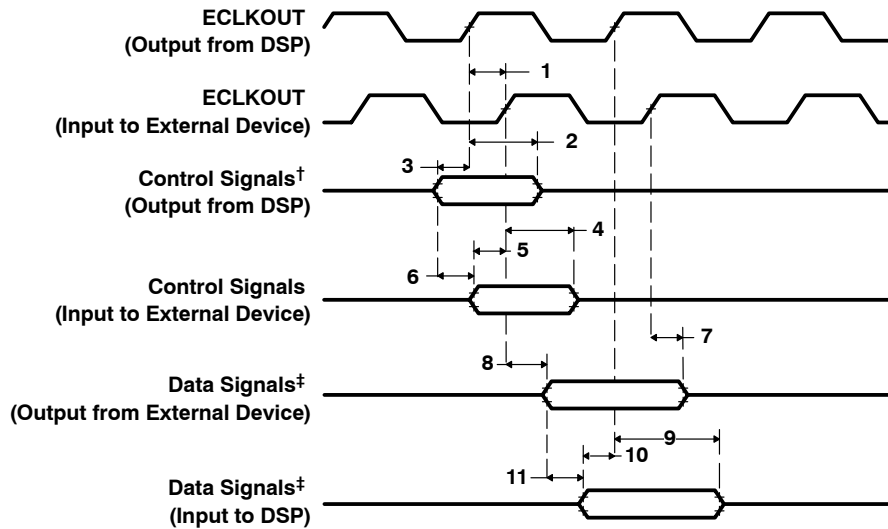 ECLKOUT
(Output from DSP)
1
ECLKOUT
(Input to External Device)
2
3
Control Signals†
(Output from DSP)
4
5
6
Control Signals
(Input to External Device)
7
8
Data Signals‡
(Output from External Device)
9
10
11
Data Signals‡
(Input to DSP)